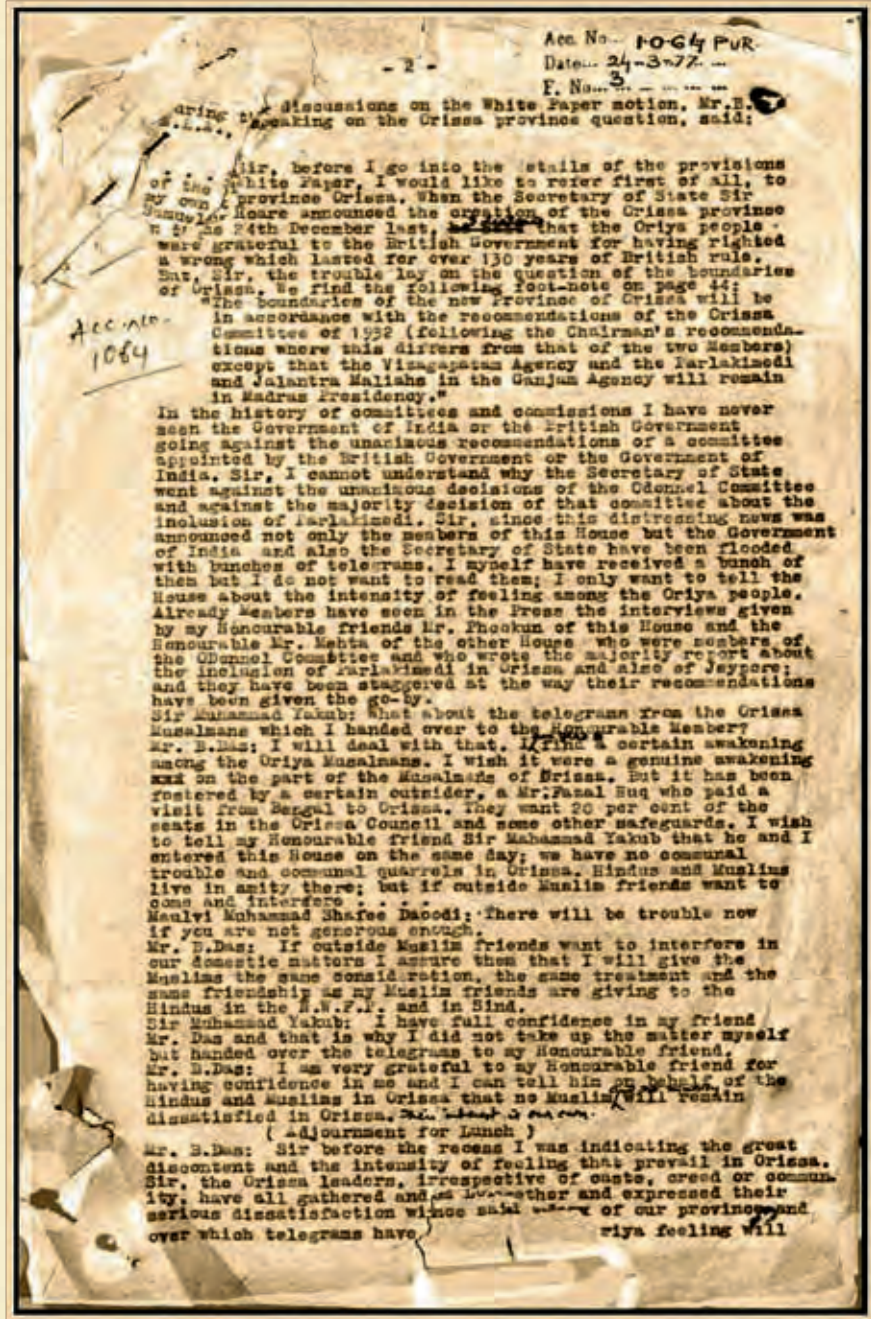 - 2 -
Acc. No... 1064 PUR.
Date... 24-3-77. ...
F. No... 3 ... ... ...
during the discussions on the White Paper motion, Mr.B.
M.L.A., speaking on the Orissa province question, said:
. . . Sir, before I go into the details of the provisions
of the White Paper, I would like to refer first of all, to
my own province Orissa. When the Secretary of State Sir
Samuel Hoare announced the creation of the Orissa province
24th December last, that the Oriya people
were grateful to the British Government for having righted
a wrong which lasted for over 130 years of British rule.
But, Sir, the trouble lay on the question of the boundaries
of Orissa. We find the following foot-note on page 44:
"The boundaries of the new Province of Orissa will be
in accordance with the recommendations of the Orissa
Committee of 1932 (following the Chairman's recommenda-
tions where this differs from that of the two Members)
except that the Vizagapatam Agency and the Parlakimedi
and Jalantra Maliahs in the Ganjam Agency will remain
in Madras Presidency."
Acc. no.
1064
In the history of committees and commissions I have never
seen the Government of India or the British Government
going against the unanimous recommendations of a committee
appointed by the British Government or the Government of
India. Sir, I cannot understand why the Secretary of State
went against the unanimous decisions of the Odonnel Committee
and against the majority decision of that committee about the
inclusion of Parlakimedi. Sir, since this distressing news was
announced not only the members of this House but the Government
of India and also the Secretary of State have been flooded
with bunches of telegrams. I myself have received a bunch of
them but I do not want to read them; I only want to tell the
House about the intensity of feeling among the Oriya people.
Already Members have seen in the Press the interviews given
by my Honourable friends Mr. Phookun of this House and the
Honourable Mr. Mehta of the other House who were members of
the ODonnel Committee and who wrote the majority report about
the inclusion of Parlakimedi in Orissa and also of Jeypore;
and they have been staggered at the way their recommendations
have been given the go-by.
Sir Muhammad Yakub: What about the telegrams from the Orissa
Musalmans which I handed over to the Honourable Member?
Mr. B.Das: I will deal with that. I find a certain awakening
among the Oriya Musalmans. I wish it were a genuine awakening
xxx on the part of the Musalmans of Orissa. But it has been
fostered by a certain outsider, a Mr.Fazal Huq who paid a
visit from Bengal to Orissa. They want 20 per cent of the
seats in the Orissa Council and some other safeguards. I wish
to tell my Honourable friend Sir Mahammad Yakub that he and I
entered this House on the same day; we have no communal
trouble and communal quarrels in Orissa. Hindus and Muslims
live in amity there; but if outside Muslim friends want to
come and interfere . . . .
Maulvi Muhammad Shafee Daoodi: There will be trouble now
if you are not generous enough.
Mr. B.Das: If outside Muslim friends want to interfere in
our domestic matters I assure them that I will give the
Muslims the same consideration, the same treatment and the
same friendship as my Muslim friends are giving to the
Hindus in the N.W.F.P. and in Sind.
Sir Muhammad Yakub: I have full confidence in my friend
Mr. Das and that is why I did not take up the matter myself
but handed over the telegrams to my Honourable friend.
Mr. B.Das: I am very grateful to my Honourable friend for
having confidence in me and I can tell him on behalf of the
Hindus and Muslims in Orissa that no Muslim will remain
dissatisfied in Orissa. Their interest is our own.
( Adjournment for Lunch )
Mr. B.Das: Sir before the recess I was indicating the great
discontent and the intensity of feeling that prevail in Orissa.
Sir, the Orissa leaders, irrespective of caste, creed or commun-
ity, have all gathered and expressed their
serious dissatisfaction of our province and
over which telegrams have riya feeling will